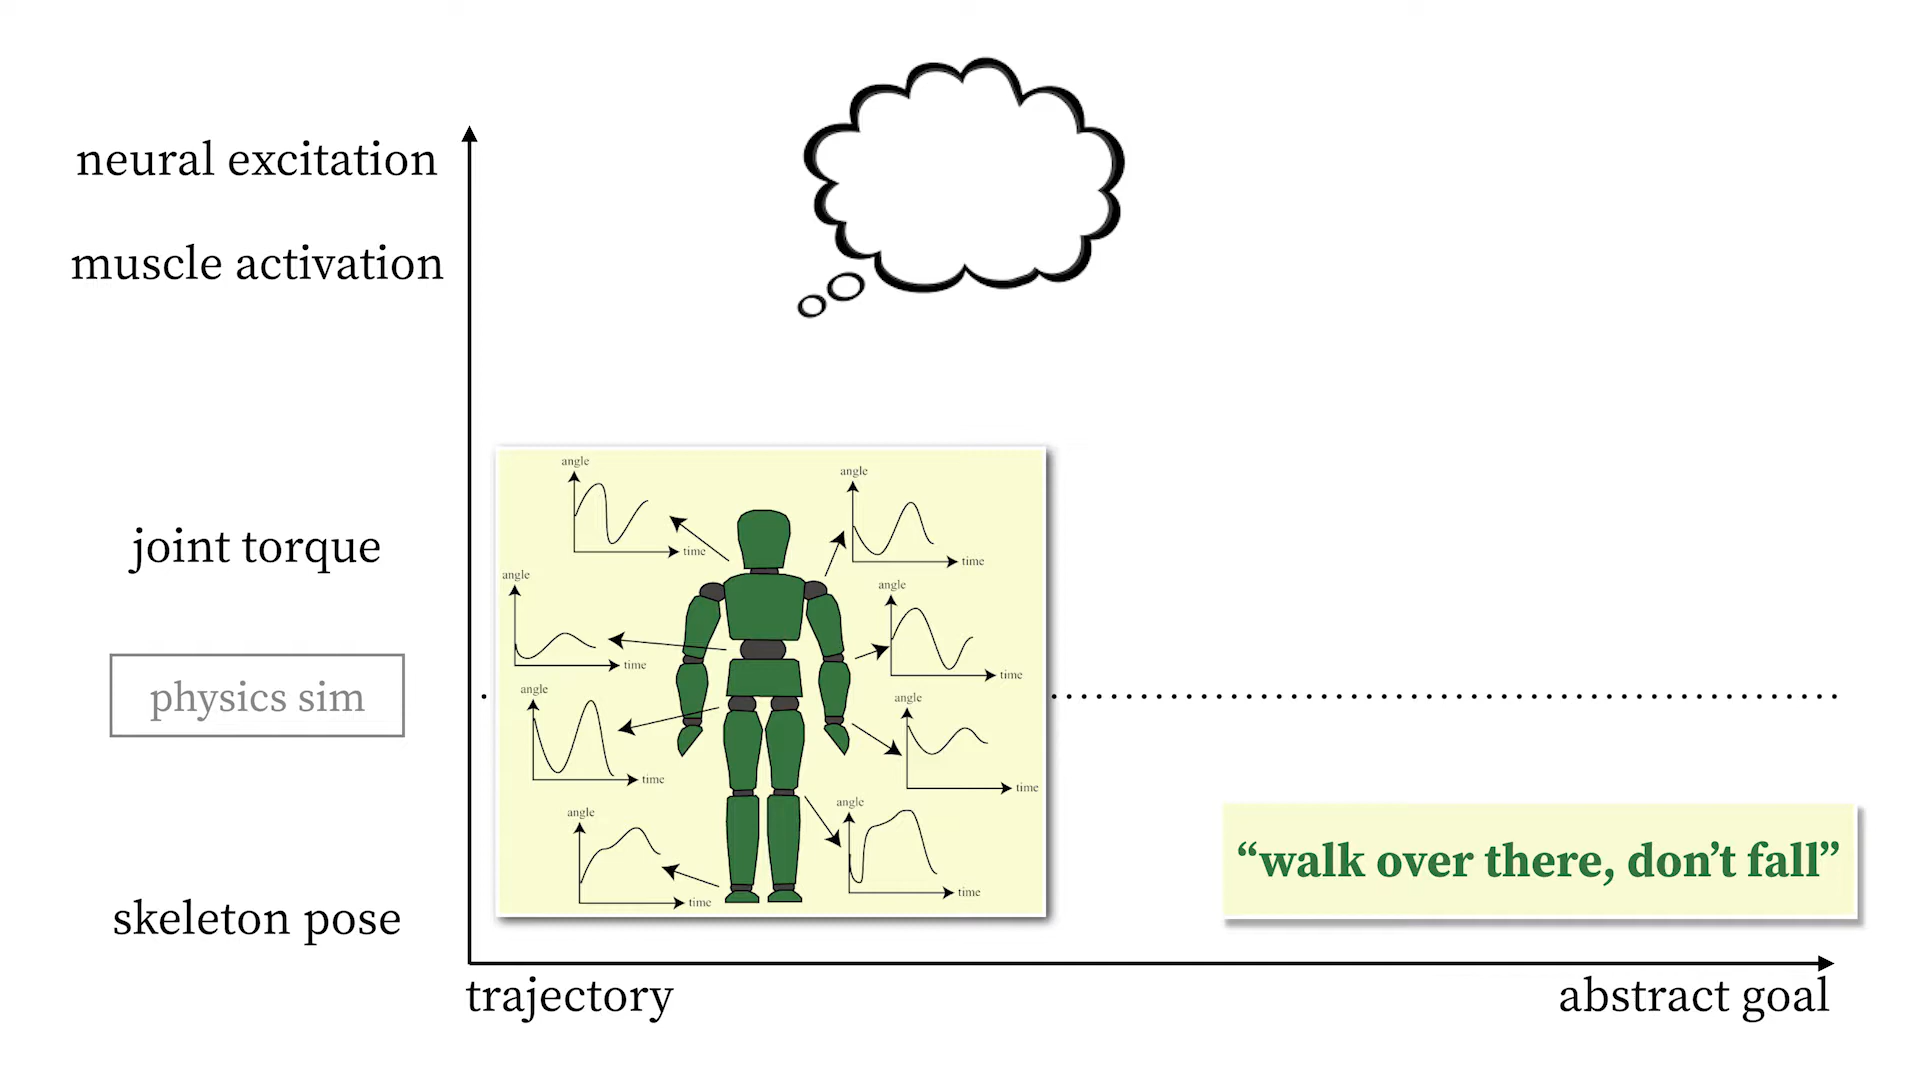 neural excitation
muscle activation
joint torque
physics sim
skeleton pose
angle
time
angle
time
angle
time
angle
time
angle
time
angle
time
angle
time
angle
time
“walk over there, don’t fall”
trajectory
abstract goal